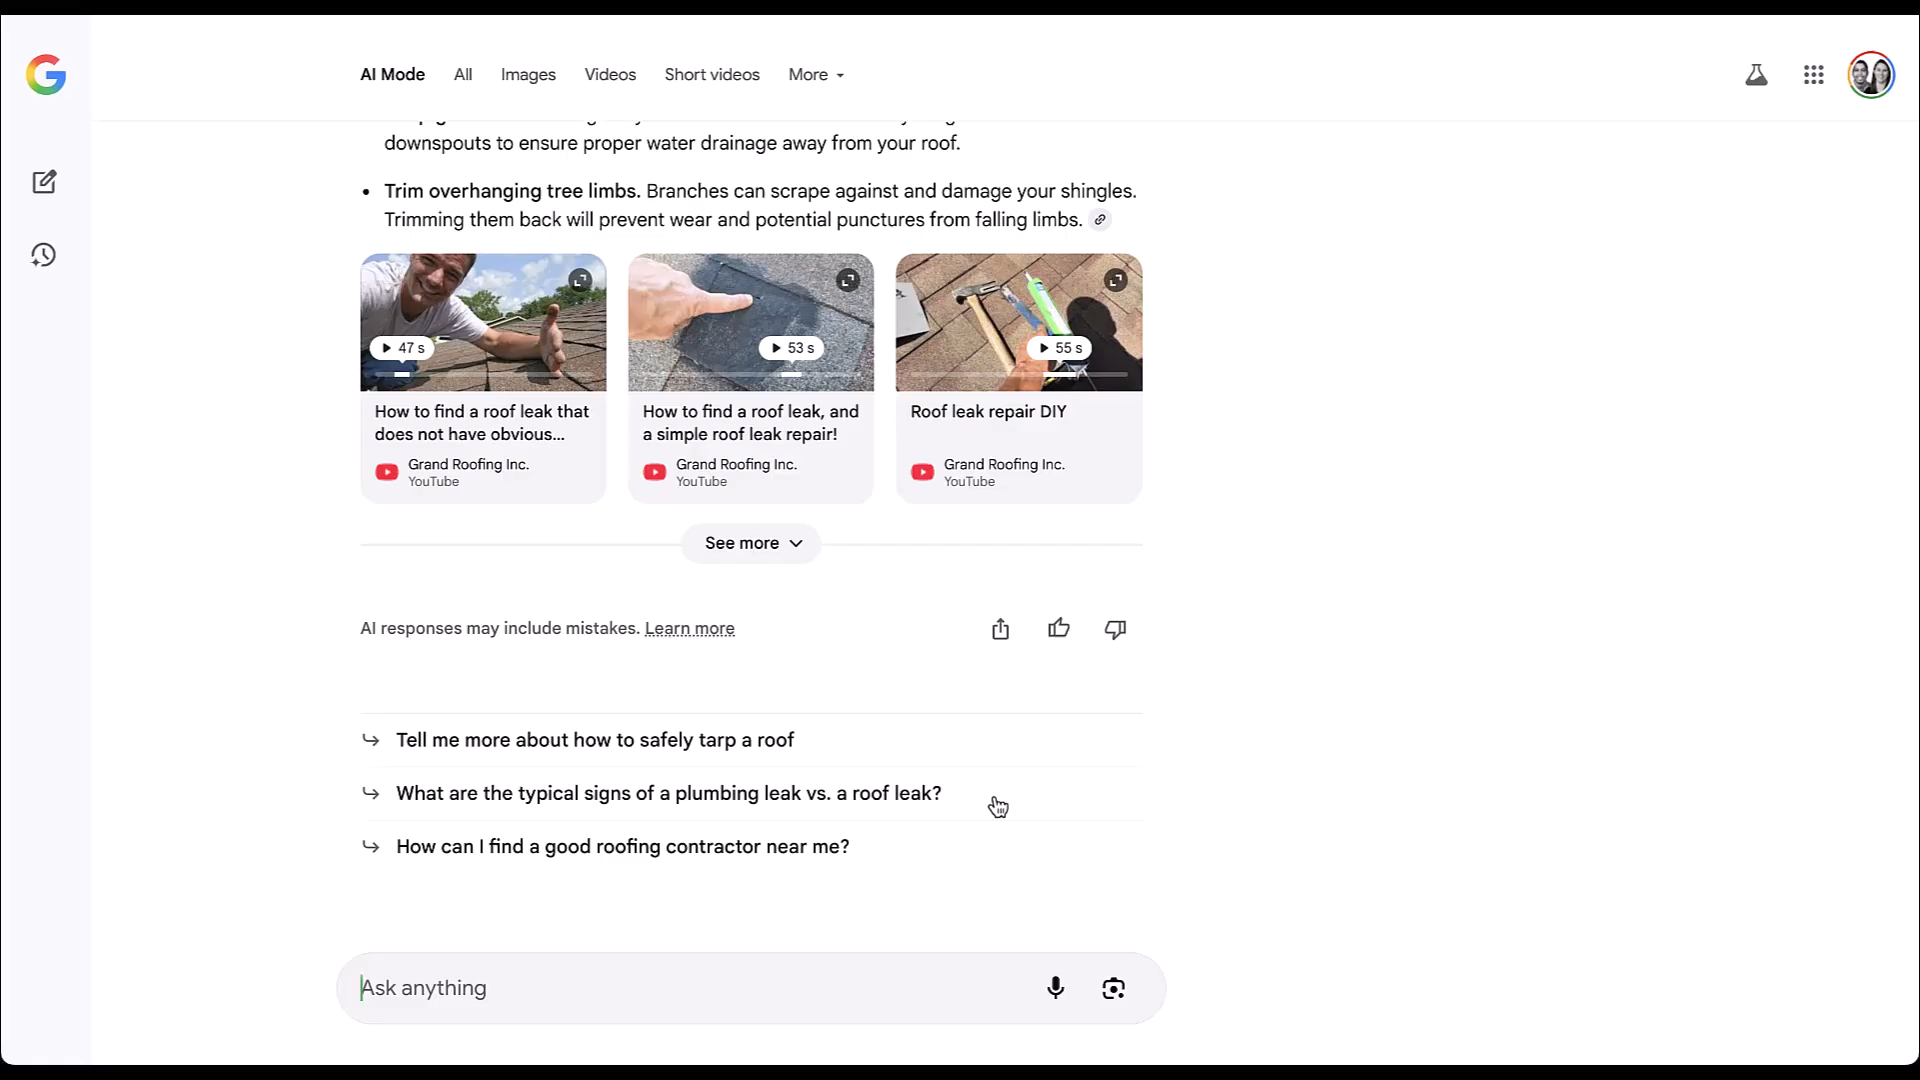 AI Mode All Images Videos Short videos More
downspouts to ensure proper water drainage away from your roof.
• Trim overhanging tree limbs. Branches can scrape against and damage your shingles.
Trimming them back will prevent wear and potential punctures from falling limbs.
47 s
53 s
55 s
How to find a roof leak that
does not have obvious...
Grand Roofing Inc.
YouTube
How to find a roof leak, and
a simple roof leak repair!
Grand Roofing Inc.
YouTube
Roof leak repair DIY
Grand Roofing Inc.
YouTube
See more
AI responses may include mistakes. Learn more
Tell me more about how to safely tarp a roof
What are the typical signs of a plumbing leak vs. a roof leak?
How can I find a good roofing contractor near me?
Ask anything